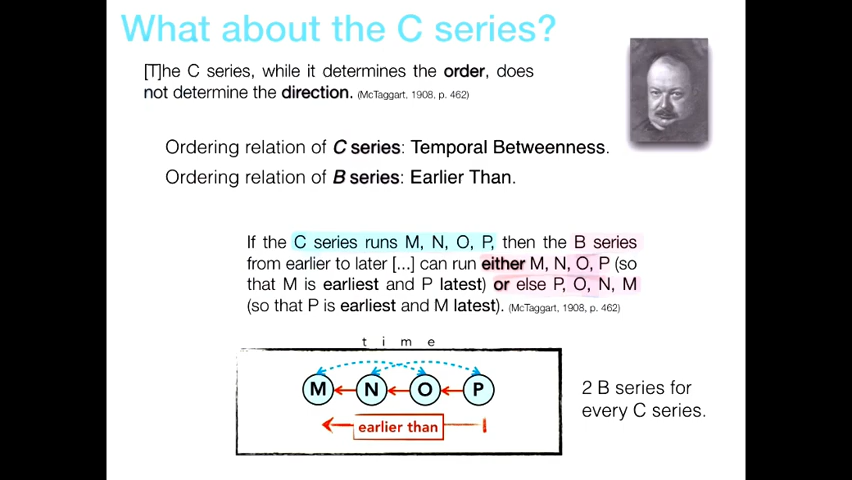 What about the C series?
[T]he C series, while it determines the order, does
not determine the direction. (McTaggart, 1908, p. 462)
Ordering relation of C series: Temporal Betweenness.
Ordering relation of B series: Earlier Than.
If the C series runs M, N, O, P, then the B series
from earlier to later [...] can run either M, N, O, P (so
that M is earliest and P latest) or else P, O, N, M
(so that P is earliest and M latest). (McTaggart, 1908, p. 462)
t i m e
M N O P
earlier than
2 B series for
every C series.